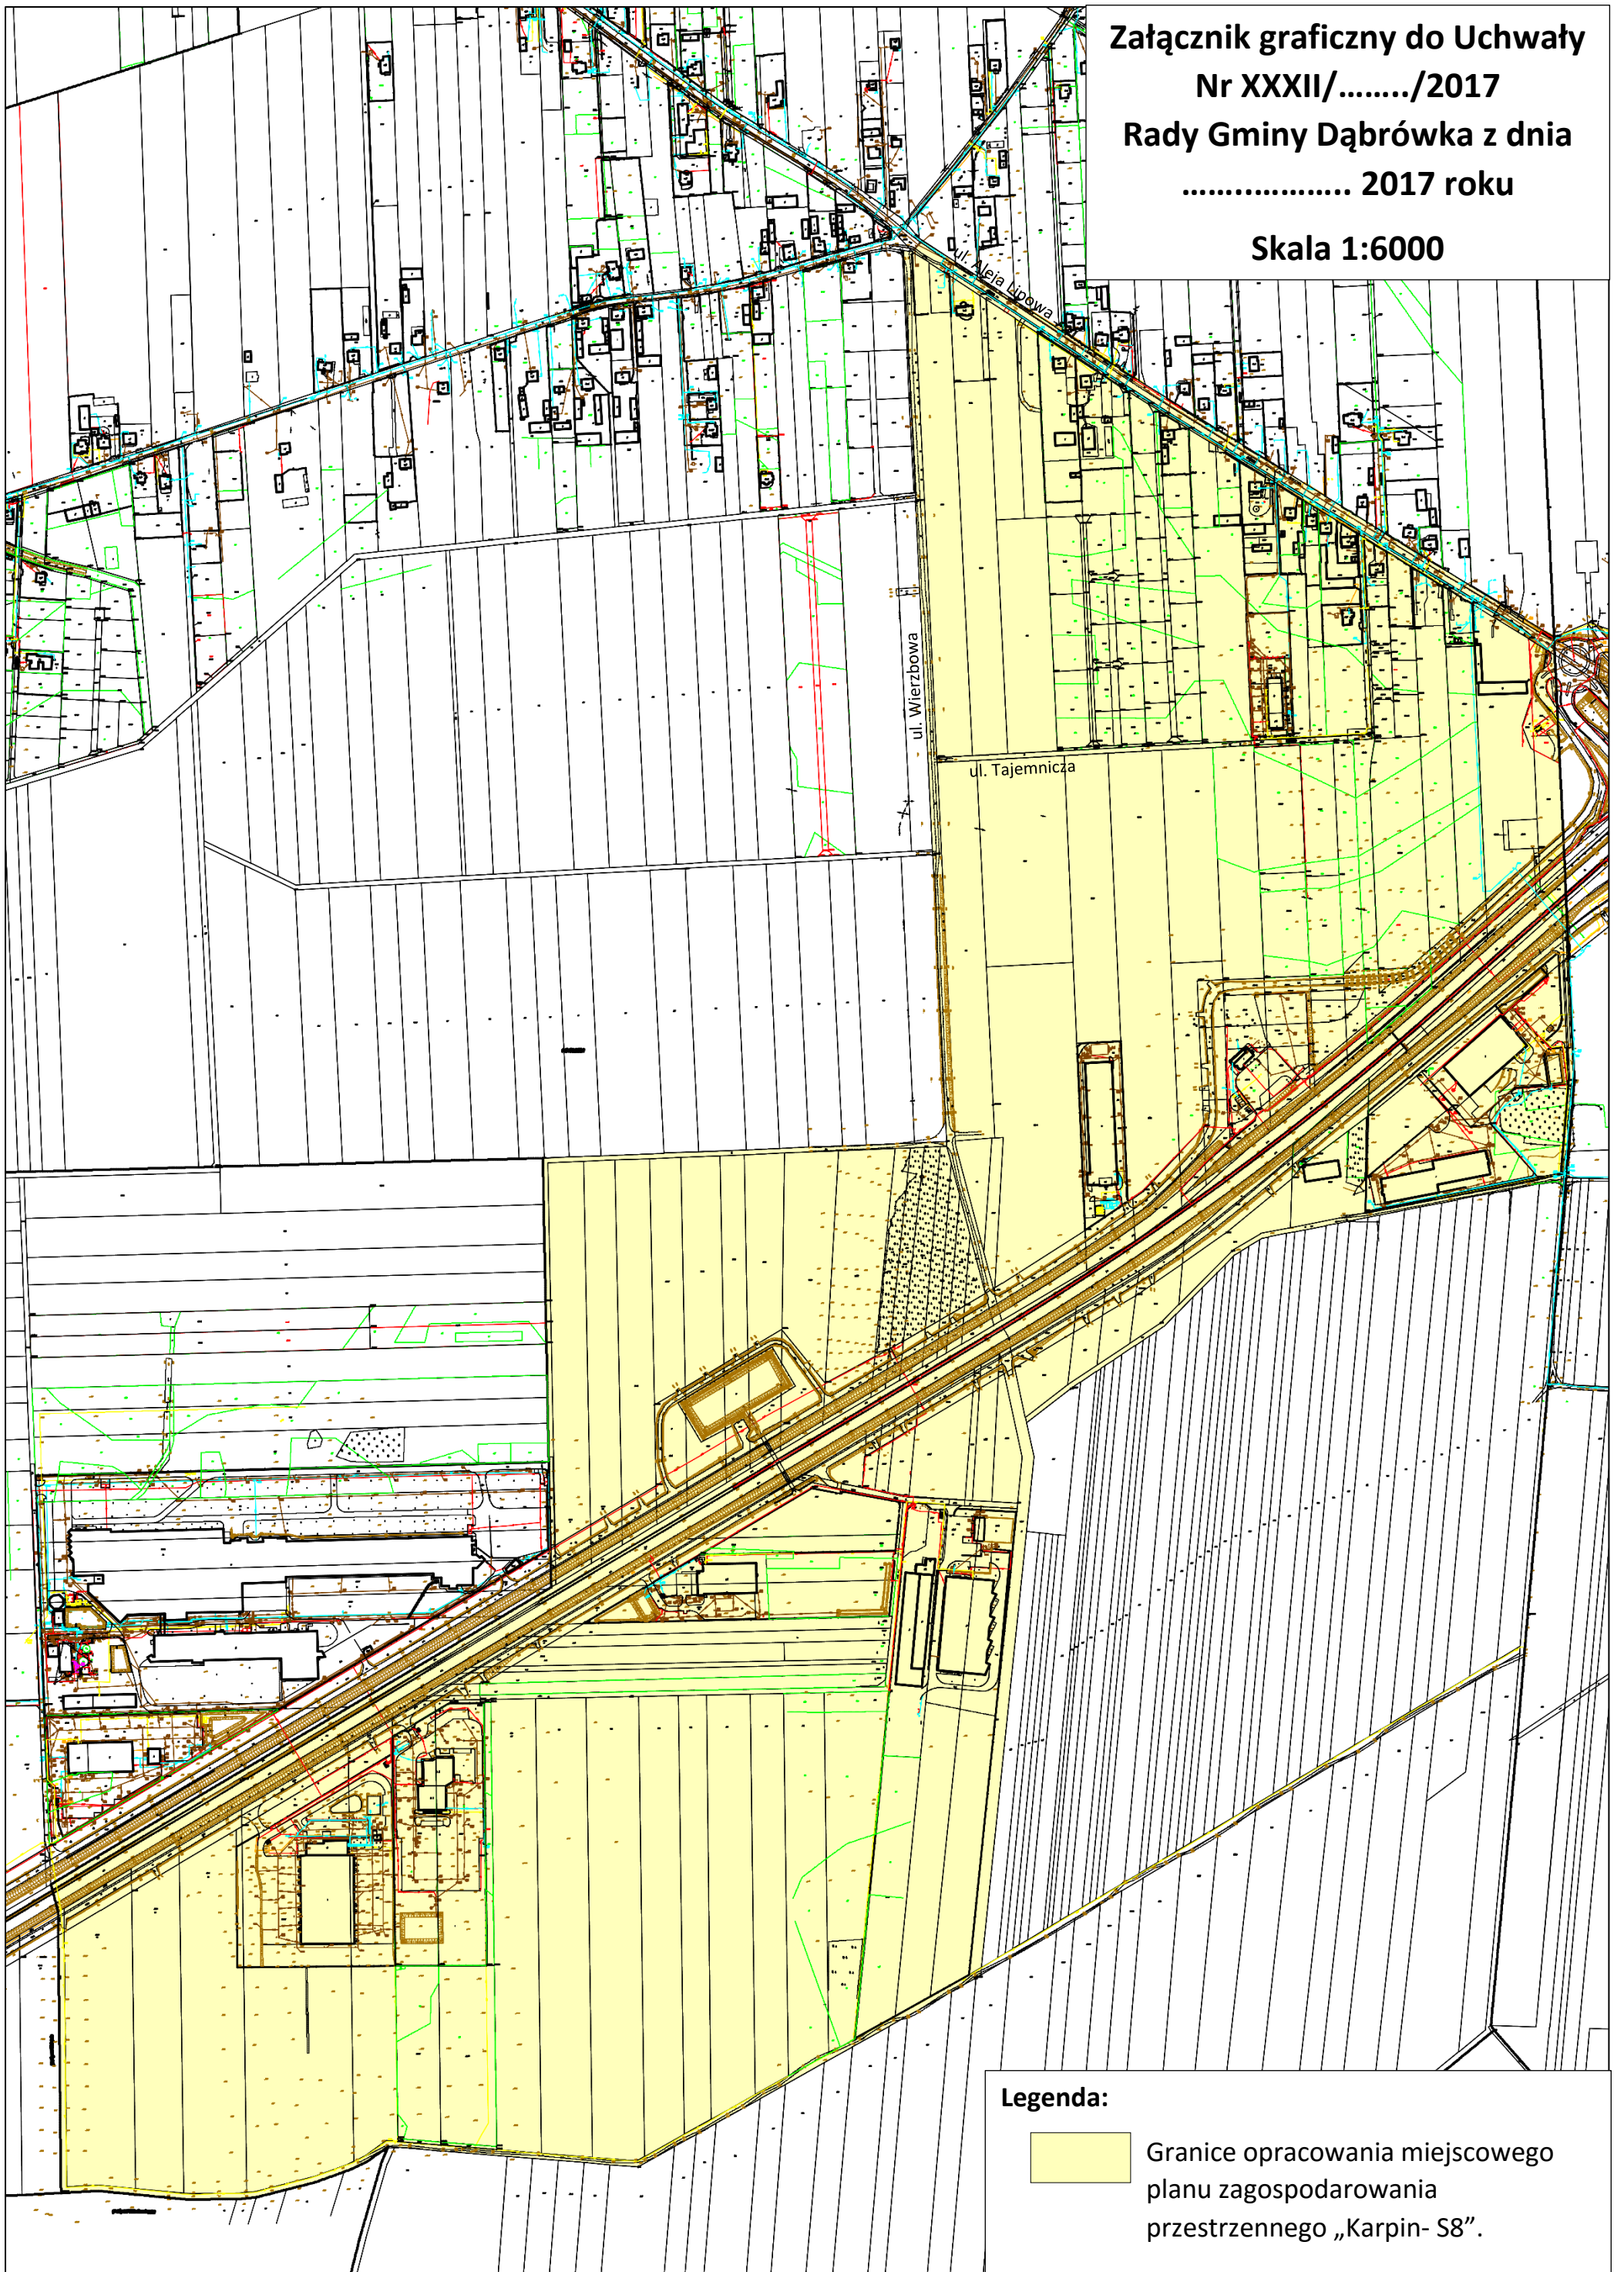 Załącznik graficzny do Uchwały
Nr XXXII/......../2017
Rady Gminy Dąbrówka z dnia
.................. 2017 roku
Skala 1:6000
ul. Aleja Lipowa
ul. Wierzbowa
ul. Tajemnicza
Legenda:
Granice opracowania miejscowego
planu zagospodarowania
przestrzennego „Karpin- S8”.